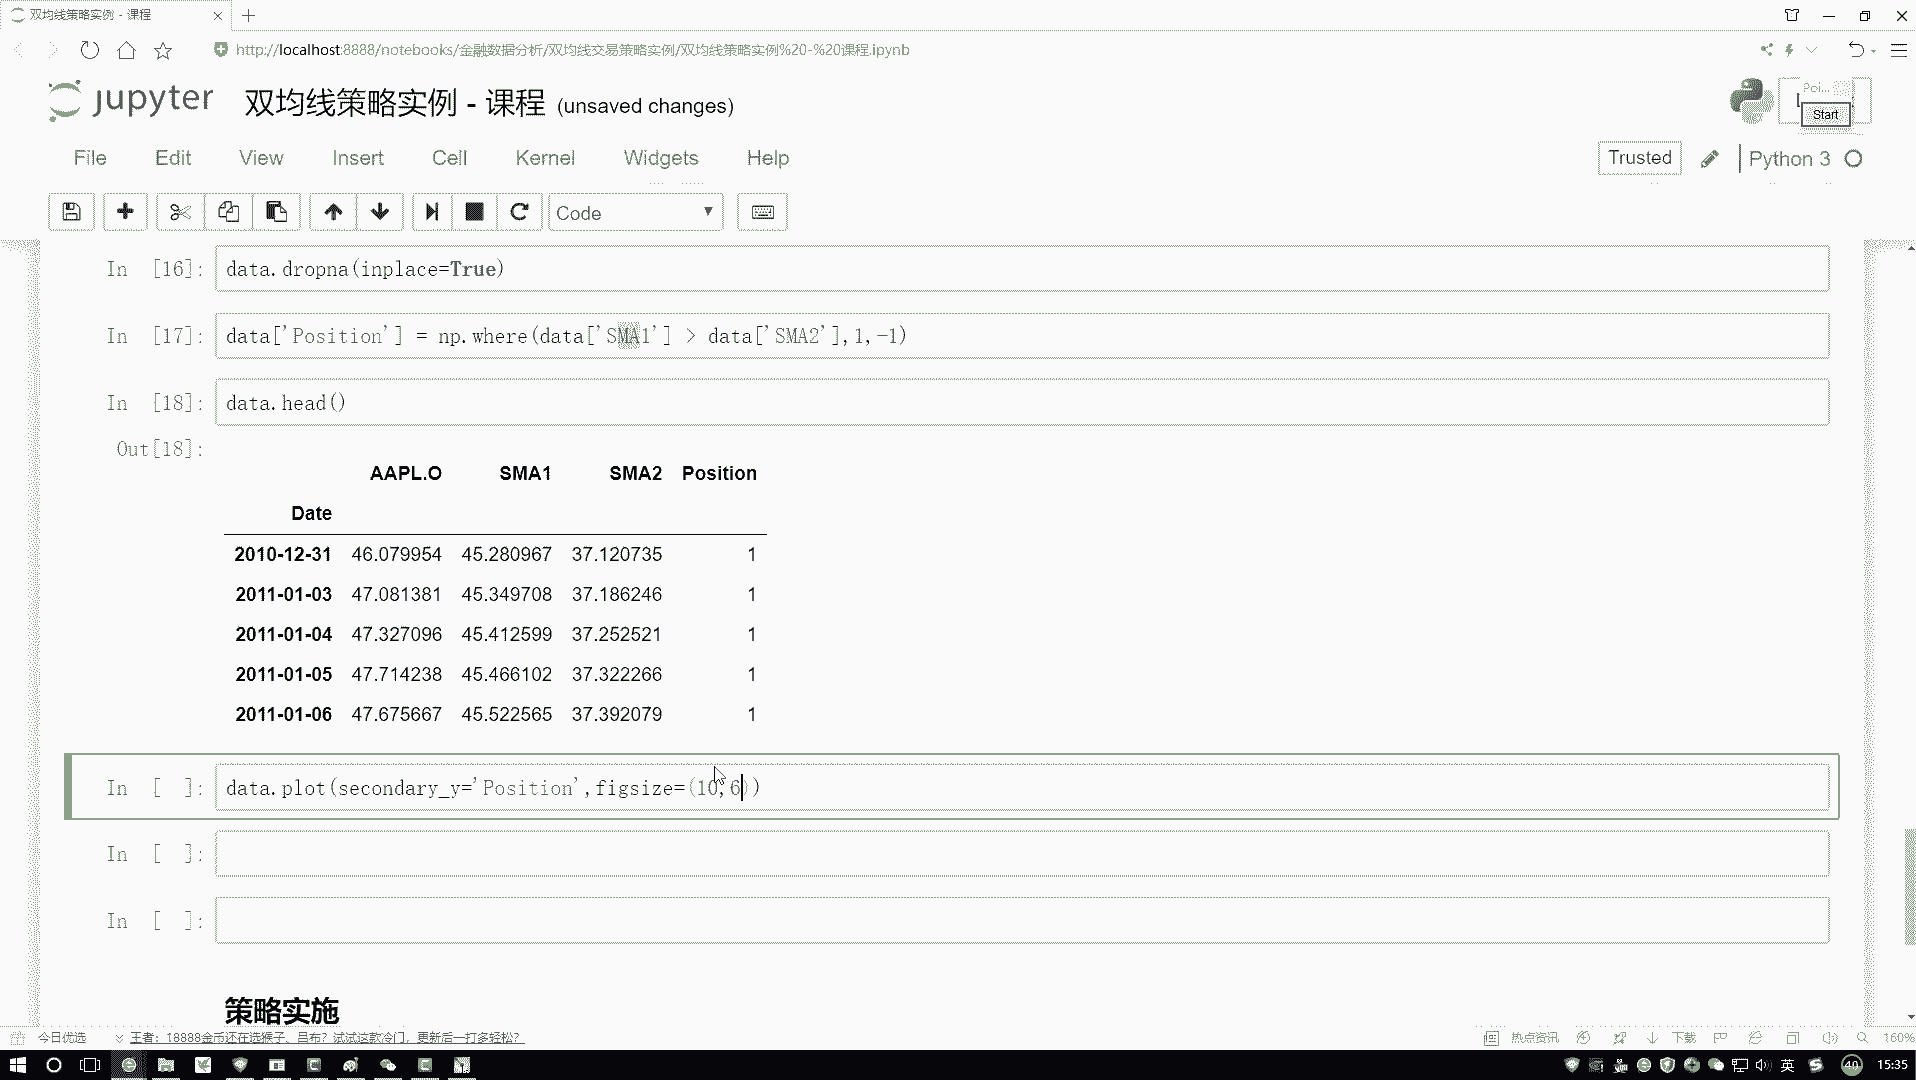 双均线策略实例 - 课程
http://localhost:8888/notebooks/金融数据分析/双均线交易策略实例/双均线策略实例%20-%20课程.ipynb
jupyter 双均线策略实例 - 课程 (unsaved changes)
Poi...
Start
File Edit View Insert Cell Kernel Widgets Help
Trusted Python 3
Code
In [16]: data.dropna(inplace=True)
In [17]: data['Position'] = np.where(data['SMA1'] > data['SMA2'],1,-1)
In [18]: data.head()
Out[18]:
AAPL.O SMA1 SMA2 Position
Date
2010-12-31 46.079954 45.280967 37.120735 1
2011-01-03 47.081381 45.349708 37.186246 1
2011-01-04 47.327096 45.412599 37.252521 1
2011-01-05 47.714238 45.466102 37.322266 1
2011-01-06 47.675667 45.522565 37.392079 1
In [ ]: data.plot(secondary_y='Position',figsize=(10,6))
In [ ]:
In [ ]:
策略实施
今日优选 王者：18888金币还在选猴子、吕布？试试这款冷门，更新后一打多轻松？ 热点资讯 下载 160%
英 40 15:35